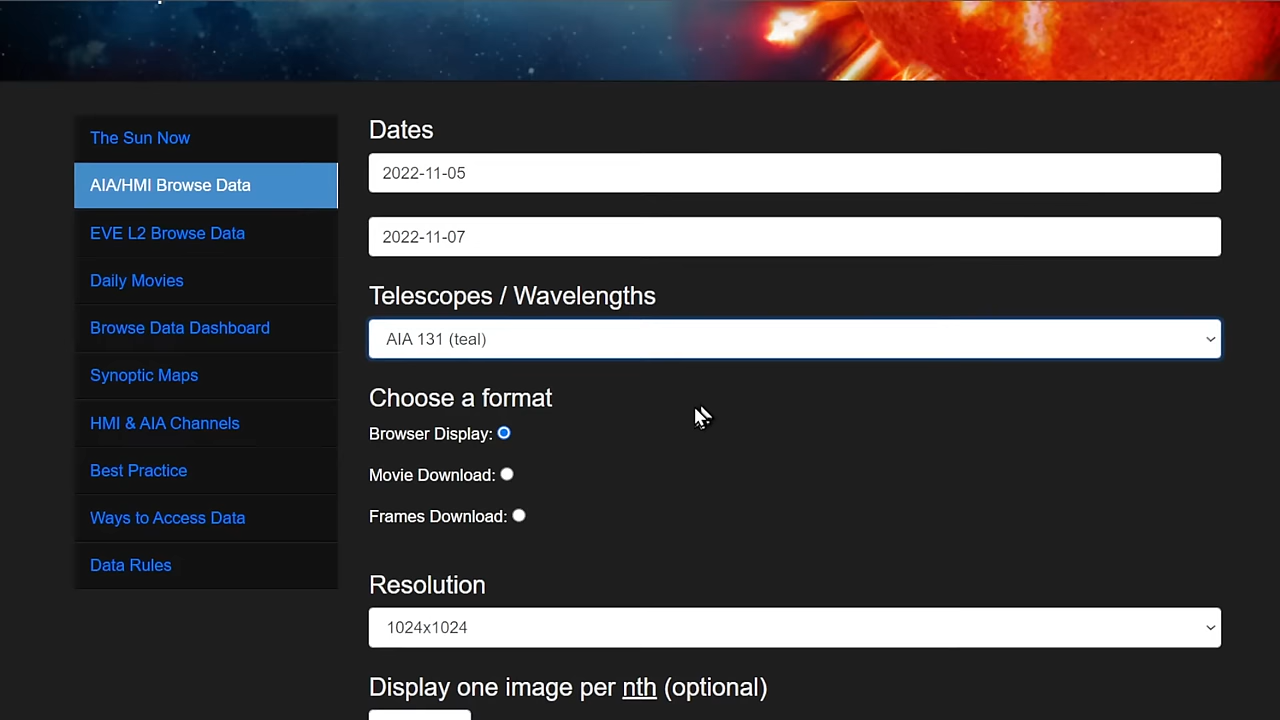 The Sun Now
AIA/HMI Browse Data
EVE L2 Browse Data
Daily Movies
Browse Data Dashboard
Synoptic Maps
HMI & AIA Channels
Best Practice
Ways to Access Data
Data Rules
Dates
2022-11-05
2022-11-07
Telescopes / Wavelengths
AIA 131 (teal)
Choose a format
Browser Display:
Movie Download:
Frames Download:
Resolution
1024x1024
Display one image per nth (optional)